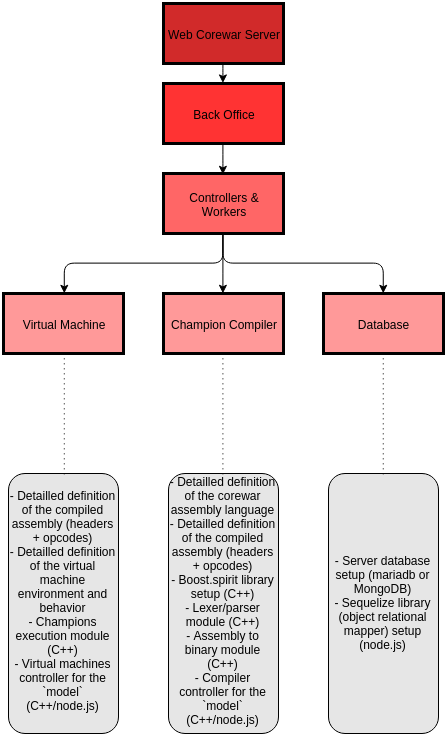 Web Corewar Server
Back Office
Controllers &
Workers
Virtual Machine
Champion Compiler
Database
- Detailled definition
of the compiled
assembly (headers
+ opcodes)
- Detailled definition
of the virtual
machine
environment and
behavior
- Champions
execution module
(C++)
- Virtual machines
controller for the
`model`
(C++/node.js)
- Detailled definition
of the corewar
assembly language
- Detailled definition
of the compiled
assembly (headers
+ opcodes)
- Boost.spirit library
setup (C++)
- Lexer/parser
module (C++)
- Assembly to
binary module
(C++)
- Compiler
controller for the
`model`
(C++/node.js)
- Server database
setup (mariadb or
MongoDB)
- Sequelize library
(object relational
mapper) setup
(node.js)